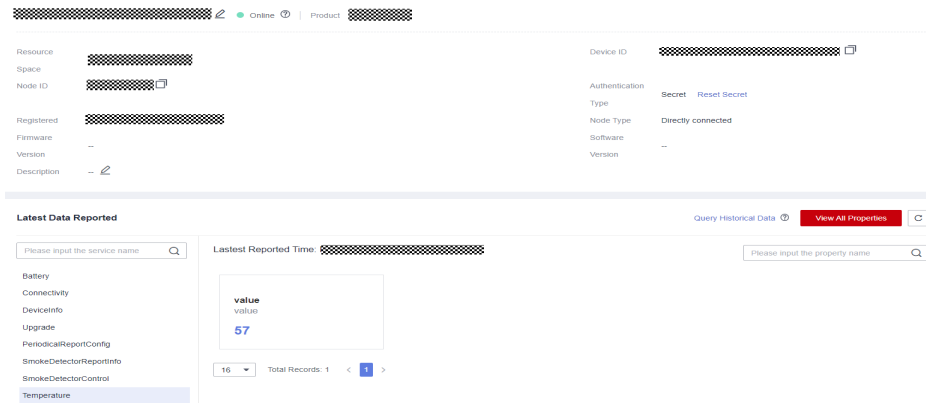 Online Product
Resource Space
Device ID
Node ID
Authentication Type
Secret Reset Secret
Registered
Node Type Directly connected
Firmware Version
--
Software Version
--
Description --
Latest Data Reported
Query Historical Data
View All Properties
Please input the service name
Lastest Reported Time:
Please input the property name
Battery
Connectivity
DeviceInfo
Upgrade
PeriodicalReportConfig
SmokeDetectorReportInfo
SmokeDetectorControl
Temperature
value
value
57
16 Total Records: 1 < 1 >